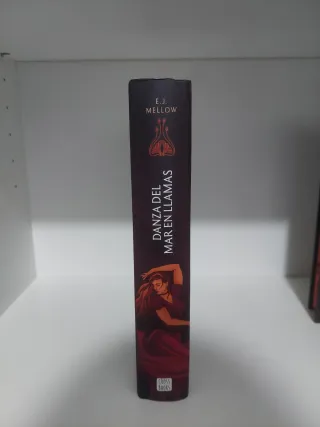 E. J.
MELLOW
DANZA DEL
MAR EN LLAMAS